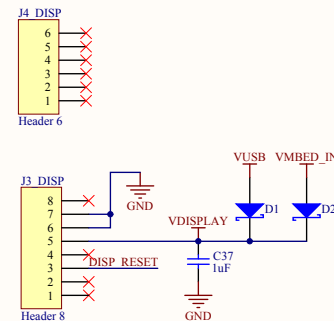 J4_DISP
6
5
4
3
2
1
Header 6
J3_DISP
8
7
6
5
4
3
2
1
Header 8
GND
DISP_RESET
VDISPLAY
C37
1uF
GND
VUSB
VMBED_IN
D1
D2